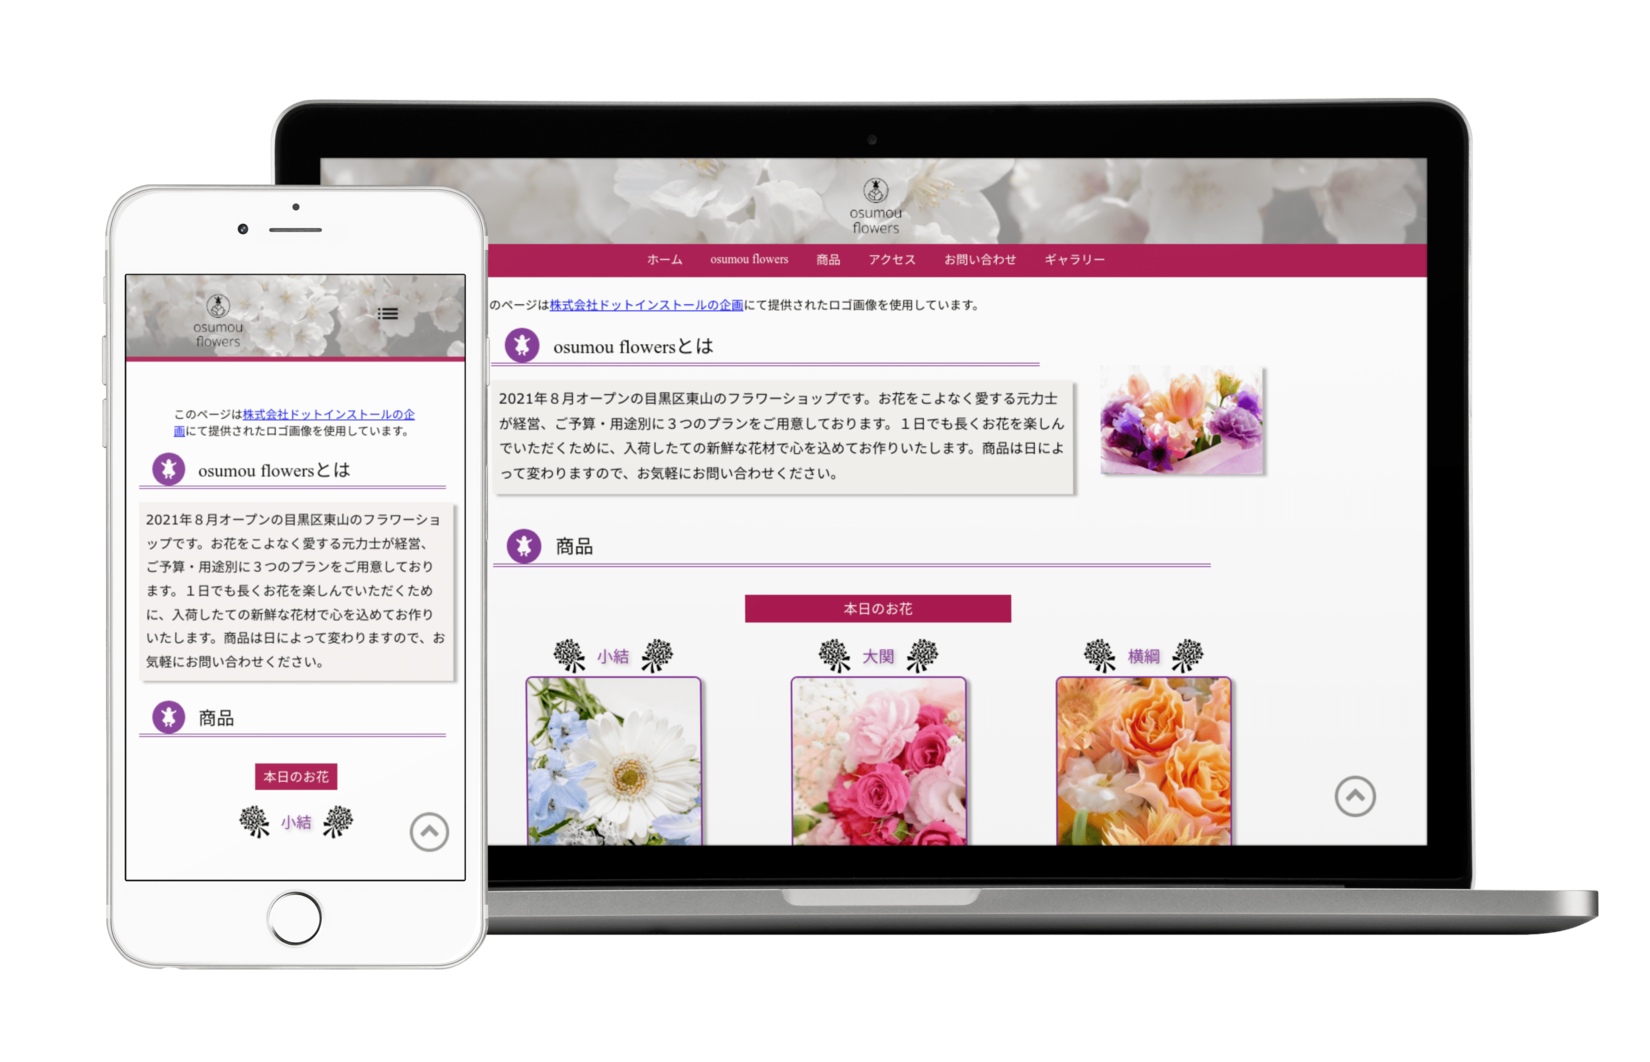 osumou
flowers
このページは株式会社ドットインストールの企
画にて提供されたロゴ画像を使用しています。
osumou flowersとは
2021年８月オープンの目黒区東山のフラワーショ
ップです。お花をこよなく愛する元力士が経営、
ご予算・用途別に３つのプランをご用意しており
ます。１日でも長くお花を楽しんでいただくため
に、入荷したての新鮮な花材で心を込めてお作り
いたします。商品は日によって変わりますので、お
気軽にお問い合わせください。
商品
本日のお花
小結
osumou
flowers
ホーム osumou flowers 商品 アクセス お問い合わせ ギャラリー
のページは株式会社ドットインストールの企画にて提供されたロゴ画像を使用しています。
osumou flowersとは
2021年８月オープンの目黒区東山のフラワーショップです。お花をこよなく愛する元力士
が経営、ご予算・用途別に３つのプランをご用意しております。１日でも長くお花を楽しん
でいただくために、入荷したての新鮮な花材で心を込めてお作りいたします。商品は日によ
って変わりますので、お気軽にお問い合わせください。
商品
本日のお花
小結 大関 横綱